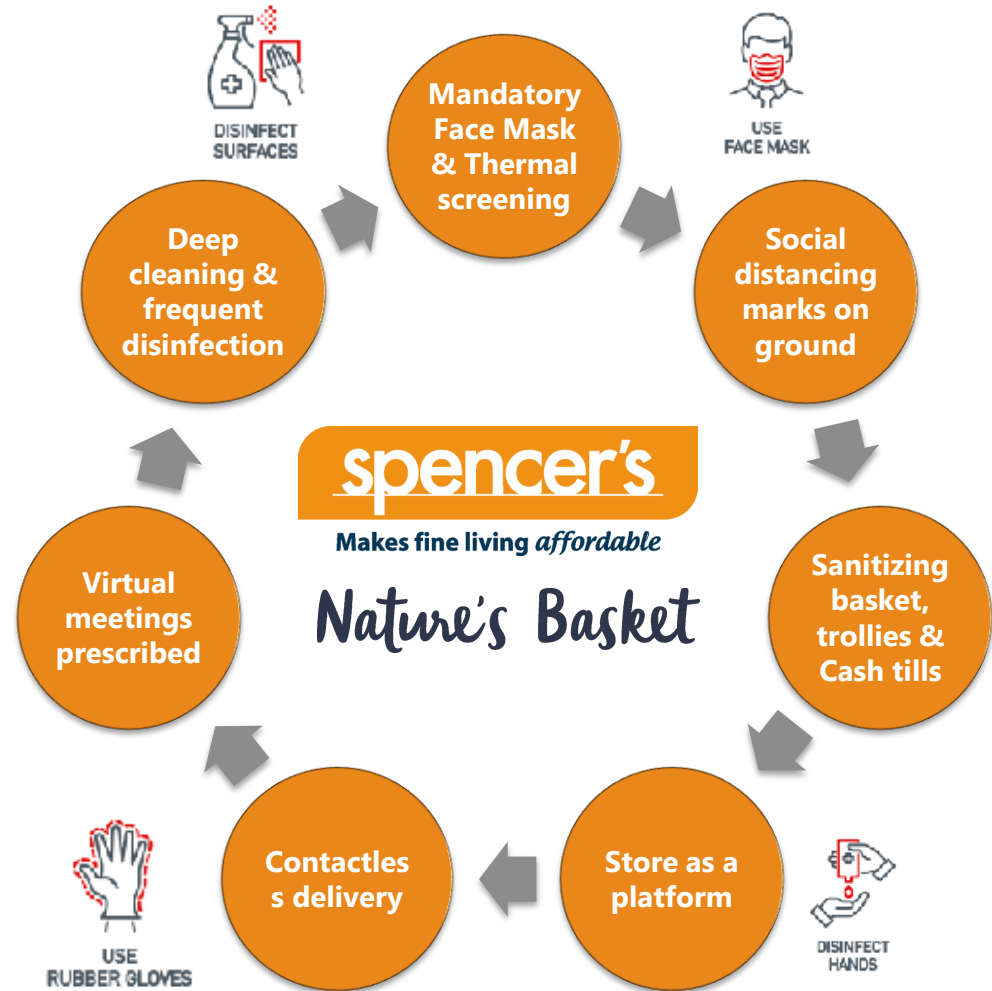 DISINFECT
SURFACES
Mandatory
Face Mask
& Thermal
screening
USE
FACE MASK
Deep
cleaning &
frequent
disinfection
Social
distancing
marks on
ground
spencer's
Makes fine living affordable
Nature's Basket
Virtual
meetings
prescribed
Sanitizing
basket,
trollies &
Cash tills
Contactles
s delivery
Store as a
platform
USE
RUBBER GLOVES
DISINFECT
HANDS